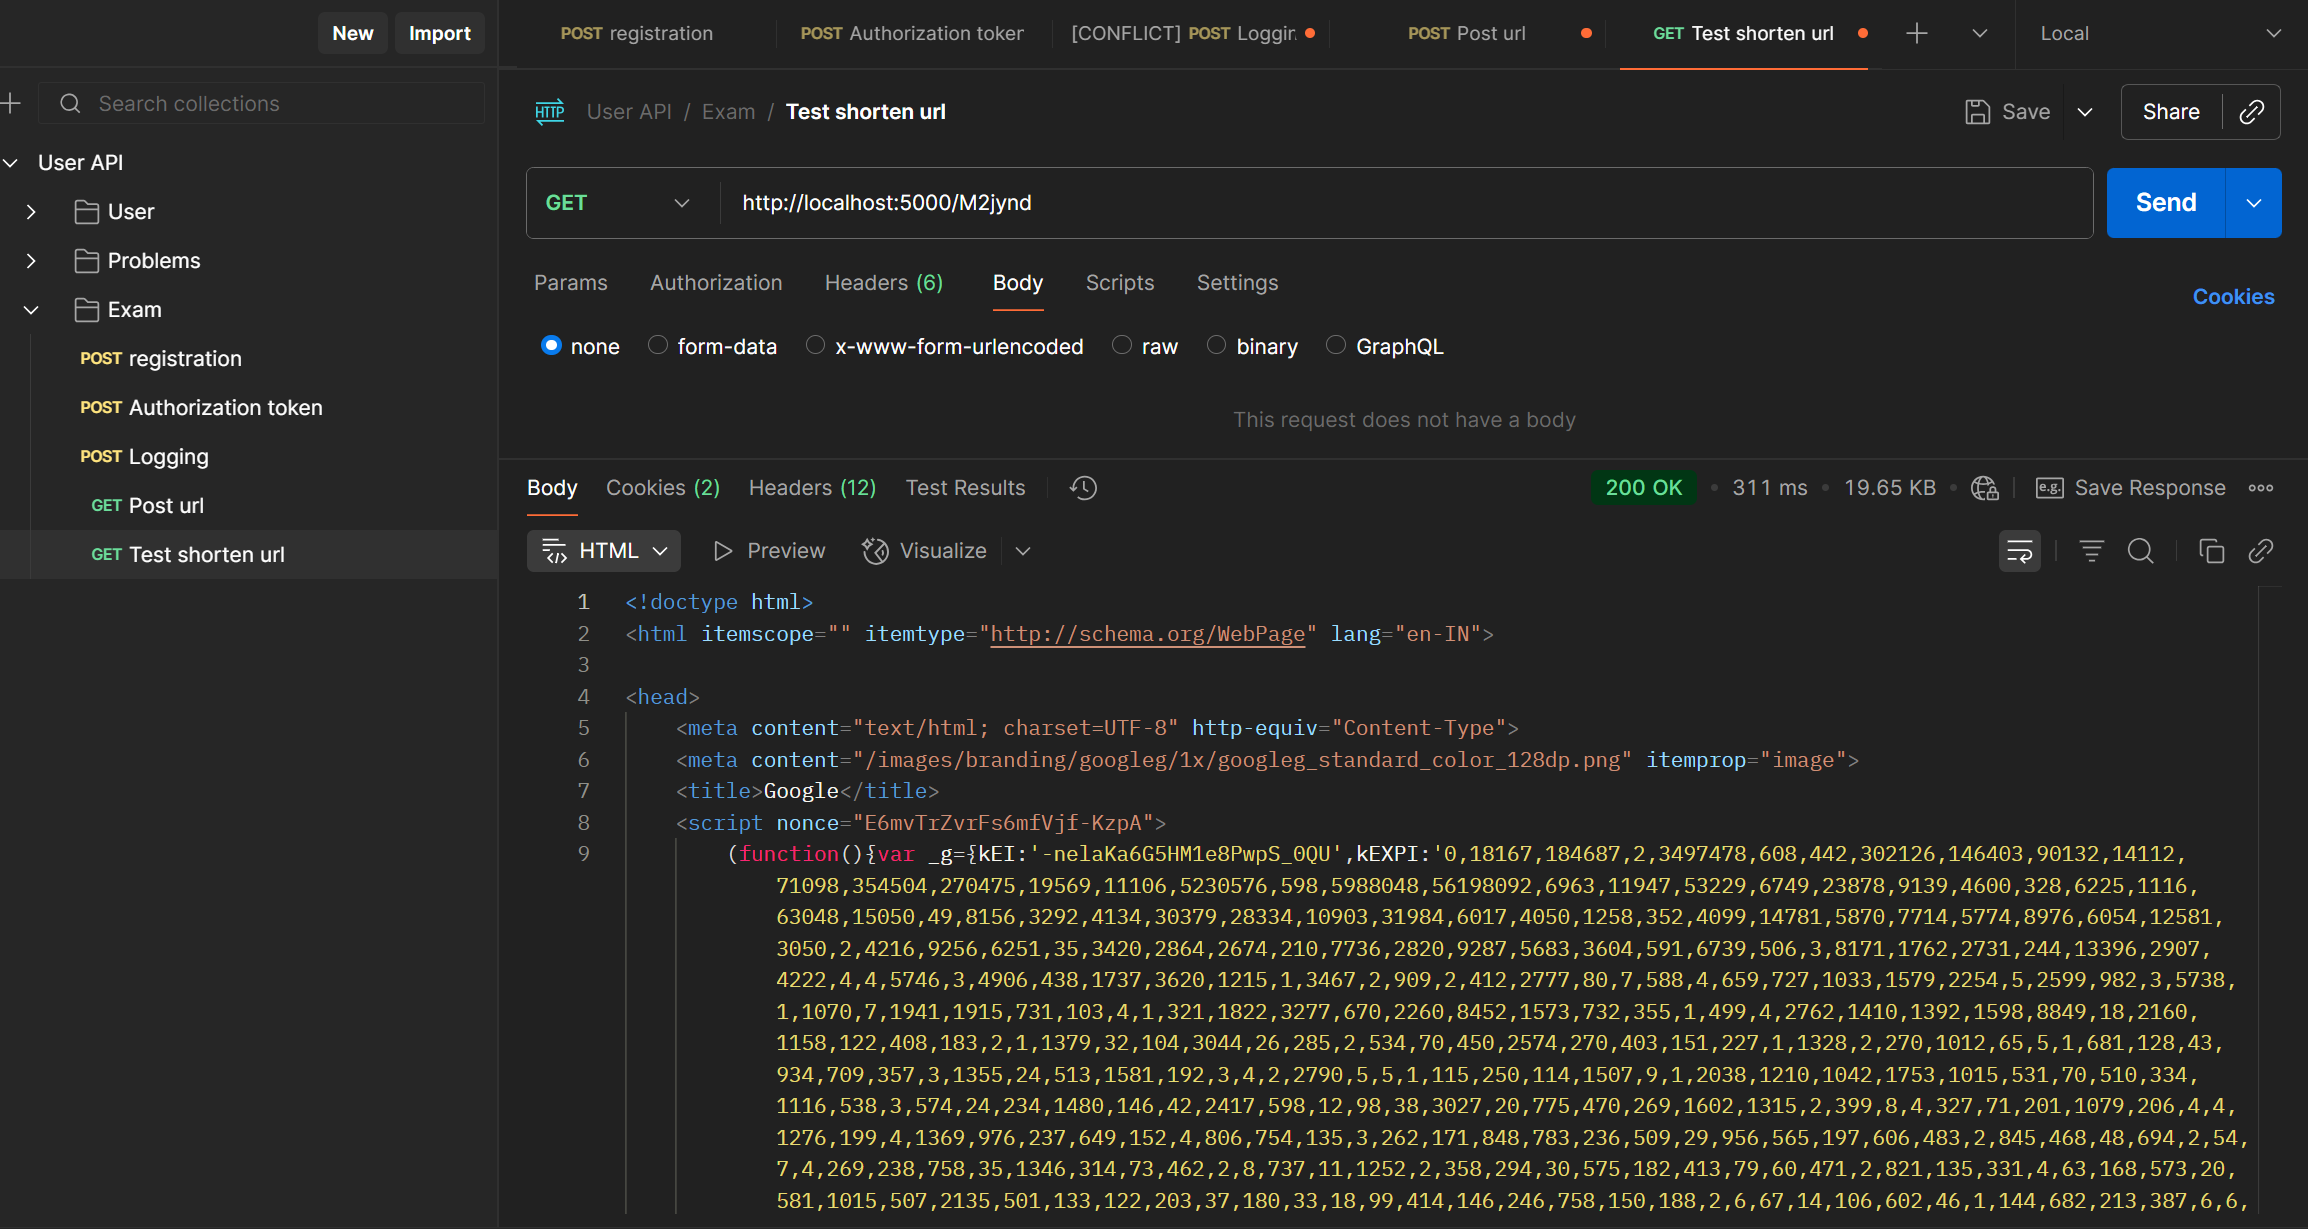 New Import
POST registration
POST Authorization toker
[CONFLICT] POST Loggin
POST Post url
GET Test shorten url
Local
Search collections
User API
User
Problems
Exam
POST registration
POST Authorization token
POST Logging
GET Post url
GET Test shorten url
HTTP User API / Exam / Test shorten url
Save Share
GET http://localhost:5000/M2jynd Send
Params Authorization Headers (6) Body Scripts Settings Cookies
none form-data x-www-form-urlencoded raw binary GraphQL
This request does not have a body
Body Cookies (2) Headers (12) Test Results 200 OK • 311 ms • 19.65 KB • e.g. Save Response
HTML Preview Visualize
1 <!doctype html>
2 <html itemscope="" itemtype="http://schema.org/WebPage" lang="en-IN">
3
4 <head>
5 <meta content="text/html; charset=UTF-8" http-equiv="Content-Type">
6 <meta content="/images/branding/googleg/1x/googleg_standard_color_128dp.png" itemprop="image">
7 <title>Google</title>
8 <script nonce="E6mvTrZvrFs6mfVjf-KzpA">
9 (function(){var _g={kEI:'-nelaKa6G5HM1e8PwpS_0QU',kEXPI:'0,18167,184687,2,3497478,608,442,302126,146403,90132,14112,
71098,354504,270475,19569,11106,5230576,598,5988048,56198092,6963,11947,53229,6749,23878,9139,4600,328,6225,1116,
63048,15050,49,8156,3292,4134,30379,28334,10903,31984,6017,4050,1258,352,4099,14781,5870,7714,5774,8976,6054,12581,
3050,2,4216,9256,6251,35,3420,2864,2674,210,7736,2820,9287,5683,3604,591,6739,506,3,8171,1762,2731,244,13396,2907,
4222,4,4,5746,3,4906,438,1737,3620,1215,1,3467,2,909,2,412,2777,80,7,588,4,659,727,1033,1579,2254,5,2599,982,3,5738,
1,1070,7,1941,1915,731,103,4,1,321,1822,3277,670,2260,8452,1573,732,355,1,499,4,2762,1410,1392,1598,8849,18,2160,
1158,122,408,183,2,1,1379,32,104,3044,26,285,2,534,70,450,2574,270,403,151,227,1,1328,2,270,1012,65,5,1,681,128,43,
934,709,357,3,1355,24,513,1581,192,3,4,2,2790,5,5,1,115,250,114,1507,9,1,2038,1210,1042,1753,1015,531,70,510,334,
1116,538,3,574,24,234,1480,146,42,2417,598,12,98,38,3027,20,775,470,269,1602,1315,2,399,8,4,327,71,201,1079,206,4,4,
1276,199,4,1369,976,237,649,152,4,806,754,135,3,262,171,848,783,236,509,29,956,565,197,606,483,2,845,468,48,694,2,54,
7,4,269,238,758,35,1346,314,73,462,2,8,737,11,1252,2,358,294,30,575,182,413,79,60,471,2,821,135,331,4,63,168,573,20,
581,1015,507,2135,501,133,122,203,37,180,33,18,99,414,146,246,758,150,188,2,6,67,14,106,602,46,1,144,682,213,387,6,6,